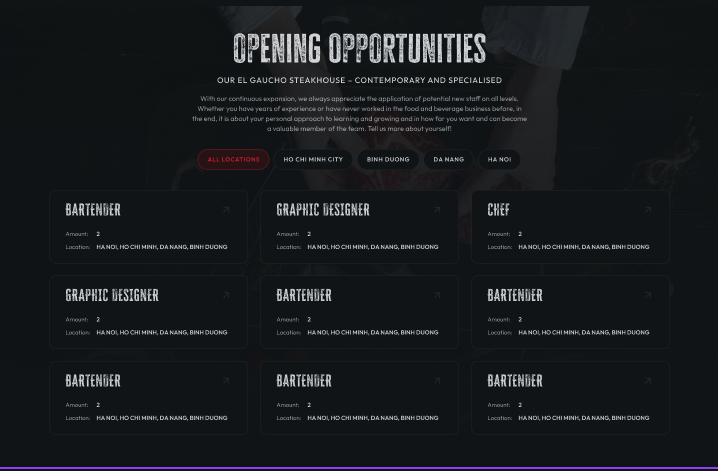 OPENING OPPORTUNITIES
OUR EL GAUCHO STEAKHOUSE – CONTEMPORARY AND SPECIALISED
With our continuous expansion, we always appreciate the application of potential new staff on all levels.
Whether you have years of experience or have never worked in the food and beverage business before, in
the end, it is about your personal approach to learning and growing and in how far you want and can become
a valuable member of the team. Tell us more about yourself!
ALL LOCATIONS HO CHI MINH CITY BINH DUONG DA NANG HA NOI
BARTENDER GRAPHIC DESIGNER CHEF
Amount: 2 Amount: 2 Amount: 2
Location: HA NOI, HO CHI MINH, DA NANG, BINH DUONG Location: HA NOI, HO CHI MINH, DA NANG, BINH DUONG Location: HA NOI, HO CHI MINH, DA NANG, BINH DUONG
GRAPHIC DESIGNER BARTENDER BARTENDER
Amount: 2 Amount: 2 Amount: 2
Location: HA NOI, HO CHI MINH, DA NANG, BINH DUONG Location: HA NOI, HO CHI MINH, DA NANG, BINH DUONG Location: HA NOI, HO CHI MINH, DA NANG, BINH DUONG
BARTENDER BARTENDER BARTENDER
Amount: 2 Amount: 2 Amount: 2
Location: HA NOI, HO CHI MINH, DA NANG, BINH DUONG Location: HA NOI, HO CHI MINH, DA NANG, BINH DUONG Location: HA NOI, HO CHI MINH, DA NANG, BINH DUONG